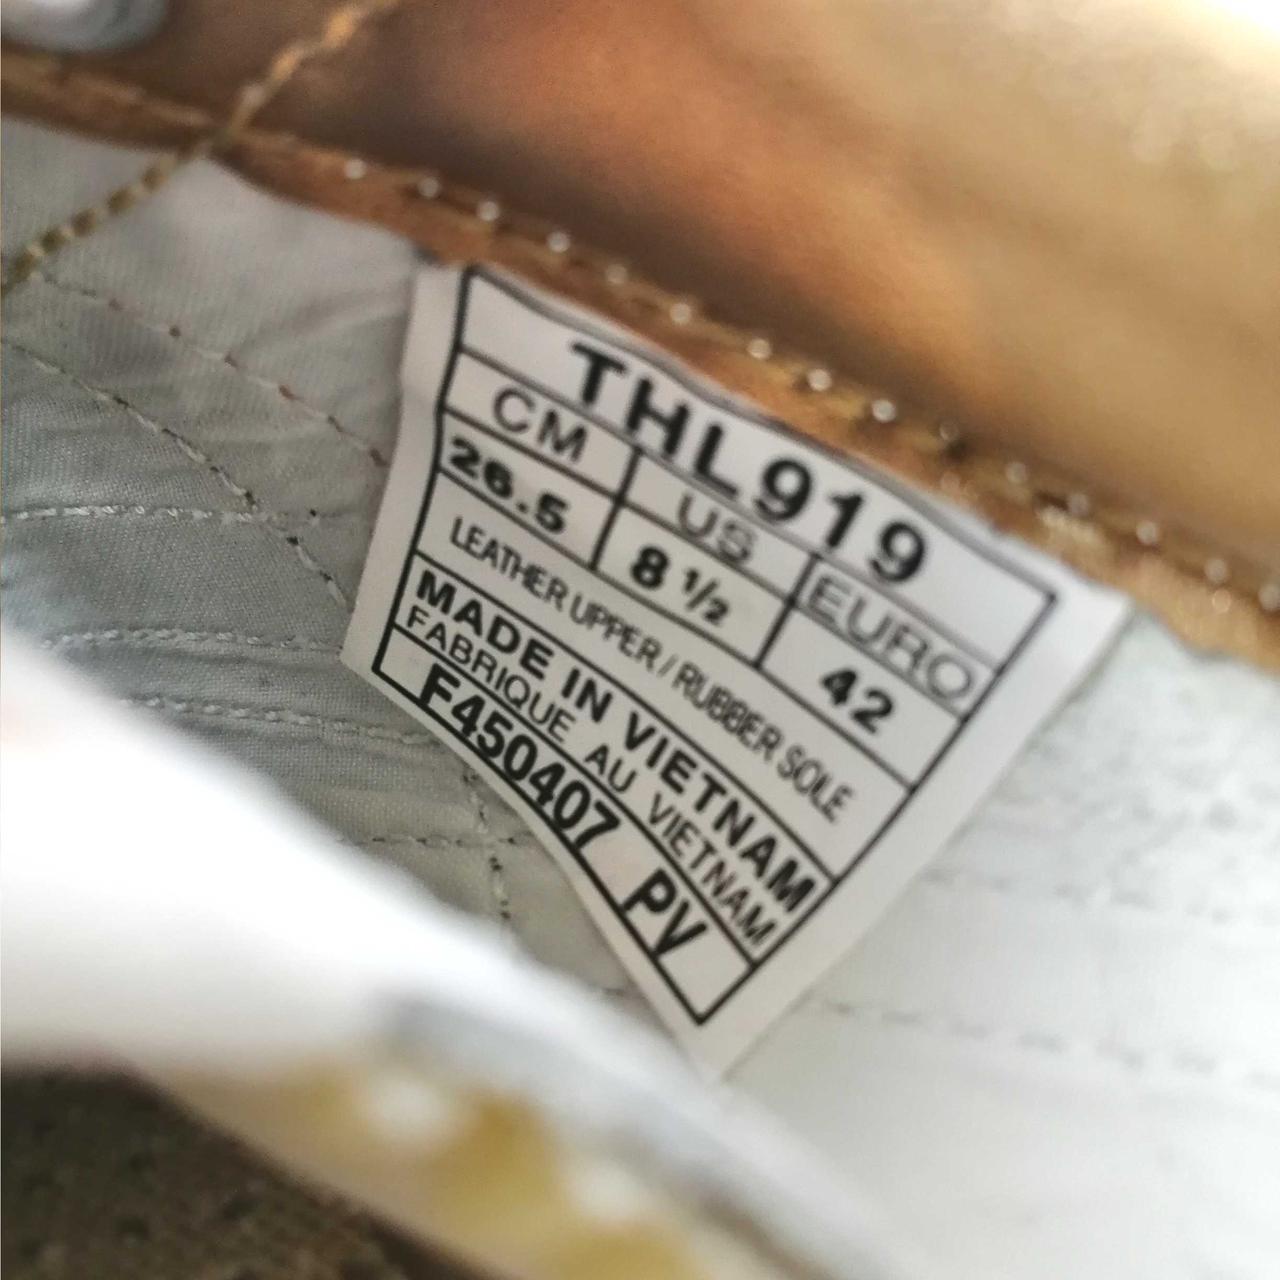 THL919
CM US EURO
26.5 8 1/2 42
LEATHER UPPER / RUBBER SOLE
MADE IN VIETNAM
FABRIQUE AU VIETNAM
F450407 PV